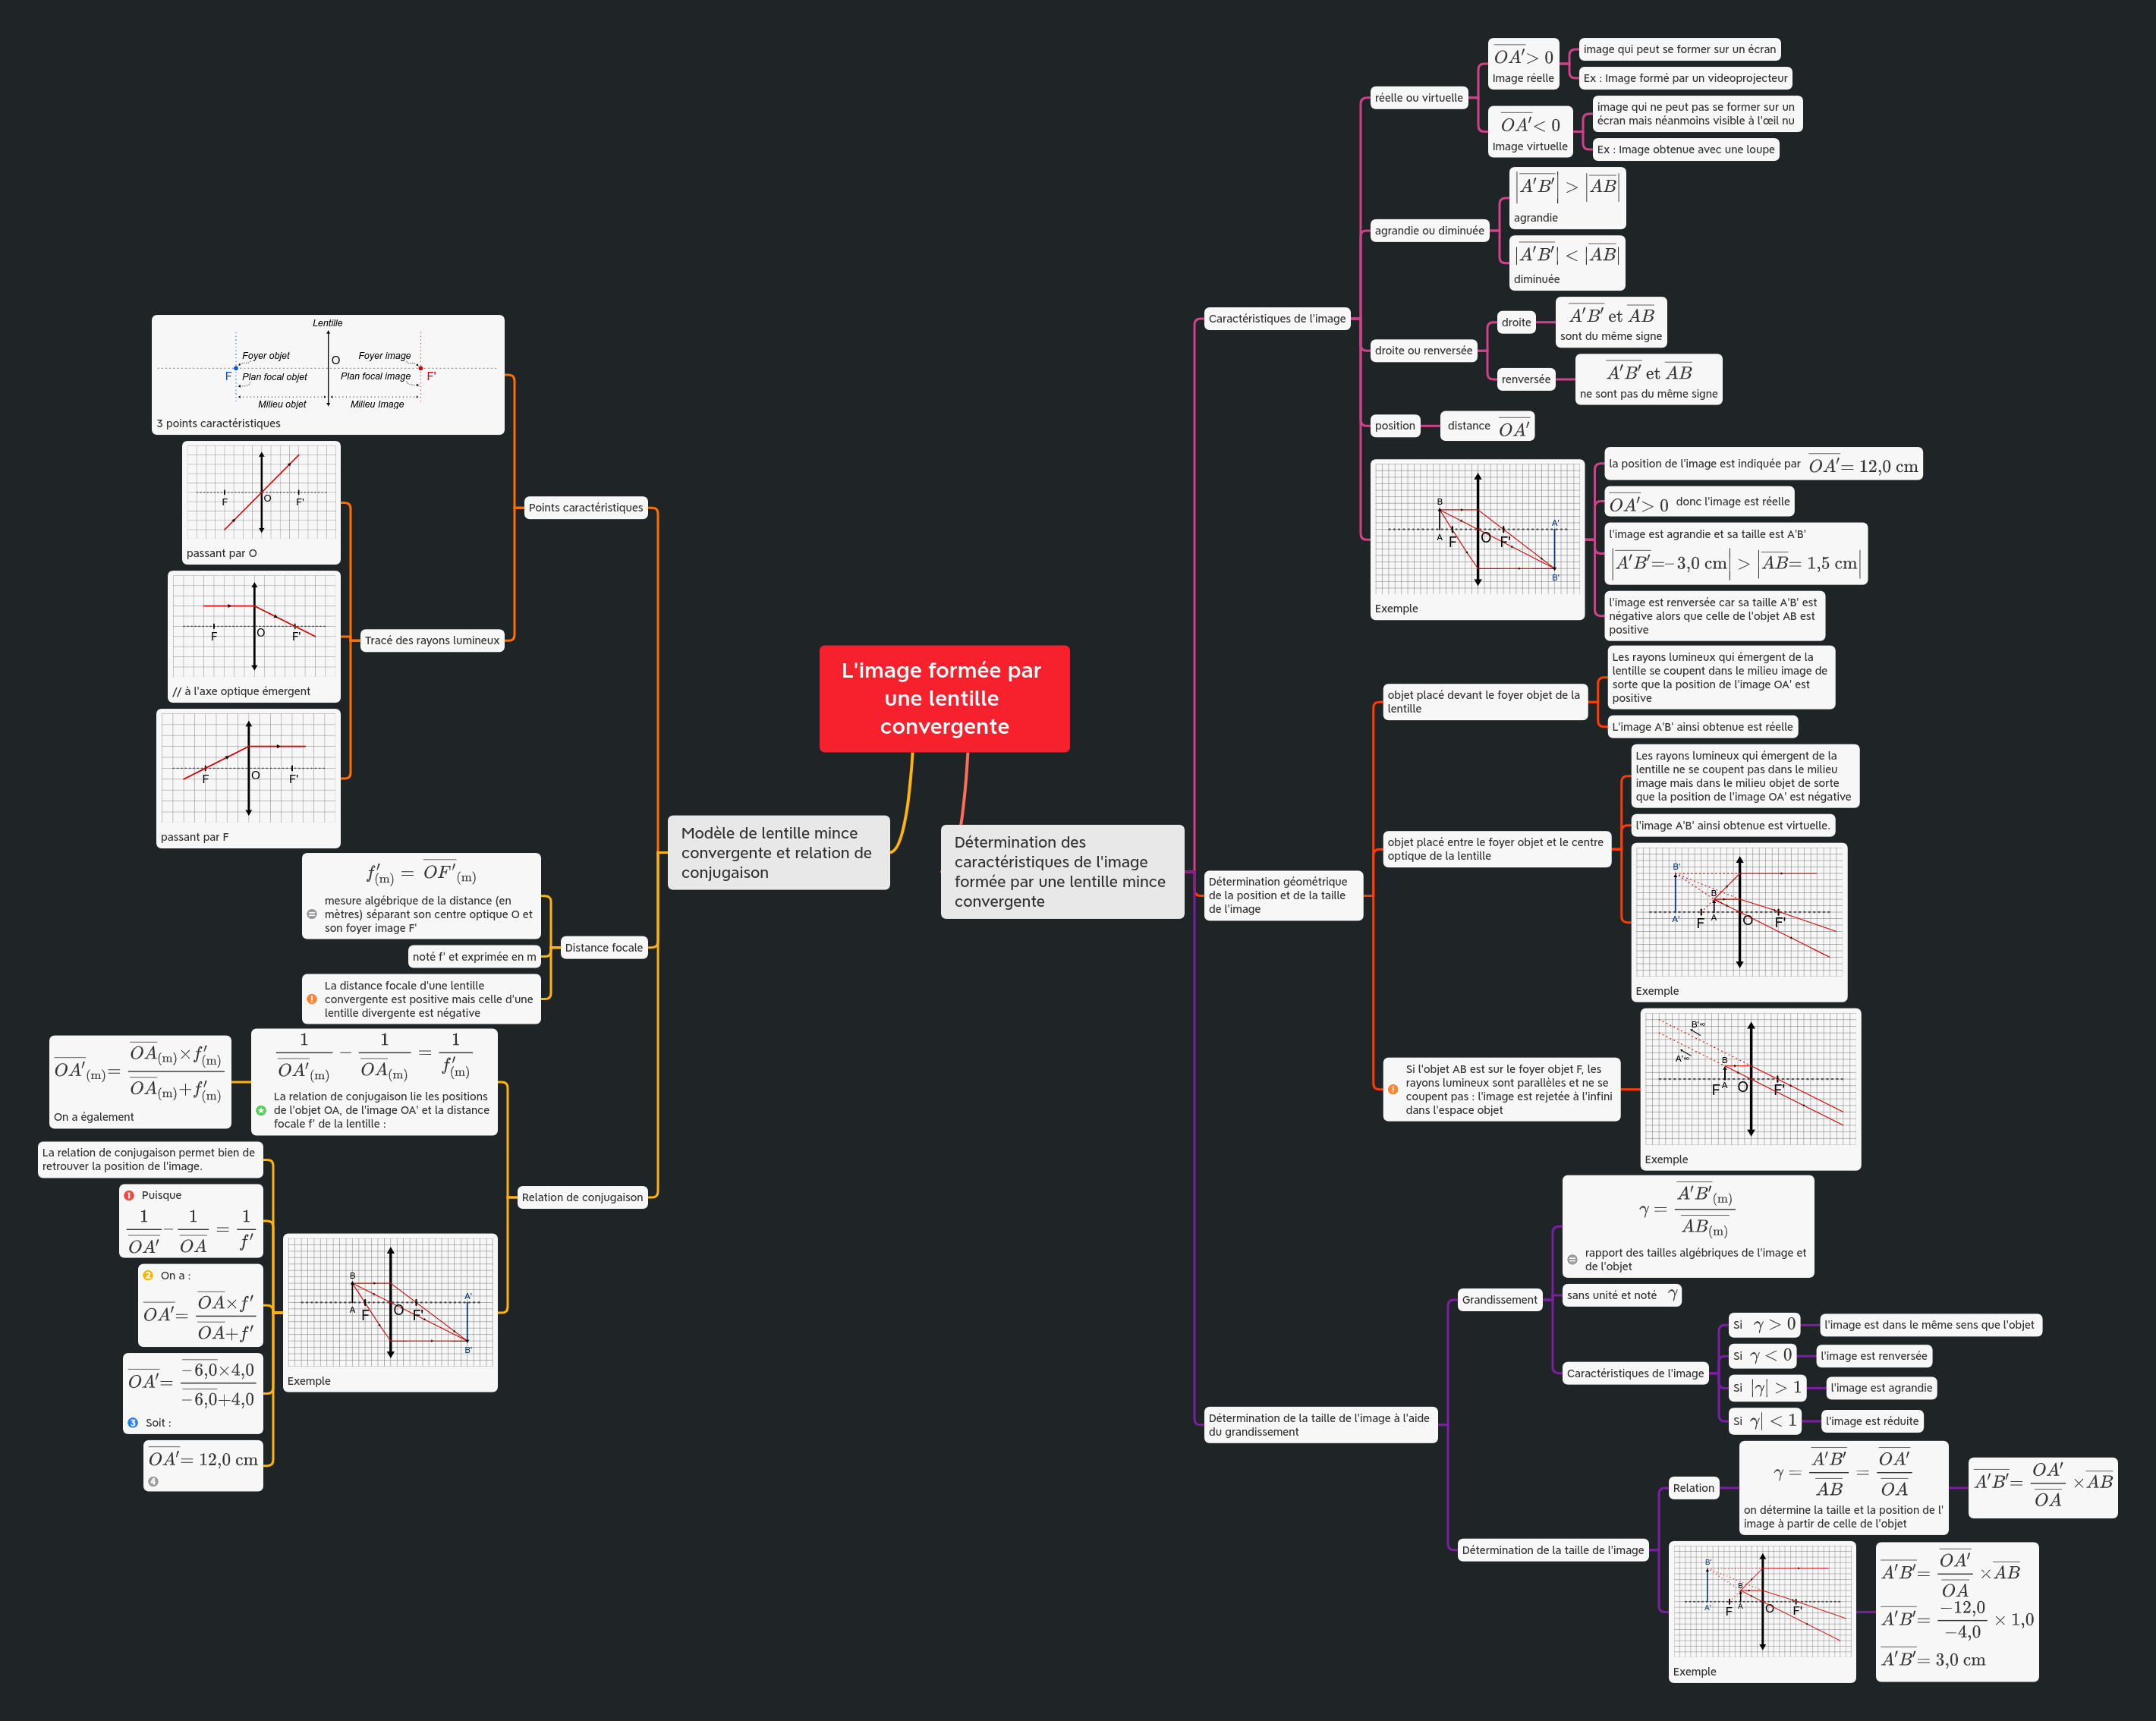 L'image formée par
une lentille
convergente
Modèle de lentille mince
convergente et relation de
conjugaison
Points caractéristiques
Lentille
Foyer objet
O
Foyer image
F
Plan focal objet
Plan focal image
F'
Milieu objet
Milieu Image
3 points caractéristiques
Tracé des rayons lumineux
F
O
F'
passant par O
F
O
F'
// à l'axe optique émergent
F
O
F'
passant par F
Distance focale
f′(m) = \overline{OF′}(m)
mesure algébrique de la distance (en
mètres) séparant son centre optique O et
son foyer image F'
noté f' et exprimée en m
La distance focale d'une lentille
convergente est positive mais celle d'une
lentille divergente est négative
Relation de conjugaison
\frac{1}{\overline{OA′}(m)} − \frac{1}{\overline{OA}(m)} = \frac{1}{f′(m)}
La relation de conjugaison lie les positions
de l'objet OA, de l'image OA' et la distance
focale f' de la lentille :
\overline{OA′}(m) = \frac{\overline{OA}(m)×f′(m)}{\overline{OA}(m)+f′(m)}
On a également
B
A
F
O
F'
A'
B'
Exemple
La relation de conjugaison permet bien de
retrouver la position de l'image.
1 Puisque
\frac{1}{\overline{OA′}} − \frac{1}{\overline{OA}} = \frac{1}{f′}
2 On a :
\overline{OA′} = \frac{\overline{OA}×f′}{\overline{OA}+f′}
\overline{OA′} = \frac{\overline{−6,0}×4,0}{\overline{−6,0}+4,0}
3 Soit :
\overline{OA′} = 12,0 cm
4
Détermination des
caractéristiques de l'image
formée par une lentille mince
convergente
Caractéristiques de l'image
réelle ou virtuelle
\overline{OA′} > 0
Image réelle
image qui peut se former sur un écran
Ex : Image formé par un videoprojecteur
\overline{OA′} < 0
Image virtuelle
image qui ne peut pas se former sur un
écran mais néanmoins visible à l'œil nu
Ex : Image obtenue avec une loupe
agrandie ou diminuée
|\overline{A′B′}| > |\overline{AB}|
agrandie
|\overline{A′B′}| < |\overline{AB}|
diminuée
droite ou renversée
droite
\overline{A′B′} et \overline{AB}
sont du même signe
renversée
\overline{A′B′} et \overline{AB}
ne sont pas du même signe
position
distance \overline{OA′}
B
A
F
O
F'
A'
B'
Exemple
la position de l'image est indiquée par \overline{OA′} = 12,0 cm
\overline{OA′} > 0 donc l'image est réelle
l'image est agrandie et sa taille est A'B'
|\overline{A′B′} = −3,0 cm| > |\overline{AB} = 1,5 cm|
l'image est renversée car sa taille A'B' est
négative alors que celle de l'objet AB est
positive
Détermination géométrique
de la position et de la taille
de l'image
objet placé devant le foyer objet de la
lentille
Les rayons lumineux qui émergent de la
lentille se coupent dans le milieu image de
sorte que la position de l'image OA' est
positive
L'image A'B' ainsi obtenue est réelle
objet placé entre le foyer objet et le centre
optique de la lentille
Les rayons lumineux qui émergent de la
lentille ne se coupent pas dans le milieu
image mais dans le milieu objet de sorte
que la position de l'image OA' est négative
l'image A'B' ainsi obtenue est virtuelle.
B'
B
A'
F
A
O
F'
Exemple
Si l'objet AB est sur le foyer objet F, les
rayons lumineux sont parallèles et ne se
coupent pas : l'image est rejetée à l'infini
dans l'espace objet
B'∞
A'∞
B
F
A
O
F'
Exemple
Détermination de la taille de l'image à l'aide
du grandissement
Grandissement
γ = \frac{\overline{A′B′}(m)}{\overline{AB(m)}}
rapport des tailles algébriques de l'image et
de l'objet
sans unité et noté γ
Caractéristiques de l'image
Si γ > 0
l'image est dans le même sens que l'objet
Si γ < 0
l'image est renversée
Si |γ| > 1
l'image est agrandie
Si γ| < 1
l'image est réduite
Détermination de la taille de l'image
Relation
γ = \frac{\overline{A′B′}}{\overline{AB}} = \frac{\overline{OA′}}{\overline{OA}}
on détermine la taille et la position de l'
image à partir de celle de l'objet
\overline{A′B′} = \frac{OA′}{\overline{OA}} × \overline{AB}
B'
B
A'
F
A
O
F'
Exemple
\overline{A′B′} = \frac{\overline{OA′}}{\overline{OA}} × \overline{AB}
\overline{A′B′} = \frac{−12,0}{−4,0} × 1,0
\overline{A′B′} = 3,0 cm